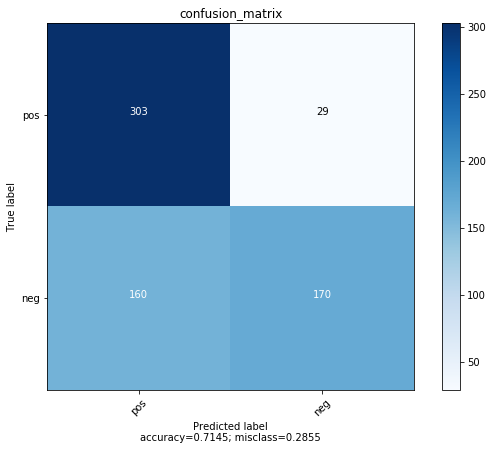 confusion_matrix
300
pos
303
29
250
200
True label
150
neg
160
170
100
50
pos
neg
Predicted label
accuracy=0.7145; misclass=0.2855